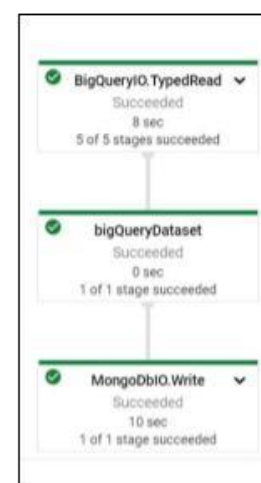 BigQueryIO.TypedRead
Succeeded
8 sec
5 of 5 stages succeeded
bigQueryDataset
Succeeded
0 sec
1 of 1 stage succeeded
MongoDbIO.Write
Succeeded
10 sec
1 of 1 stage succeeded